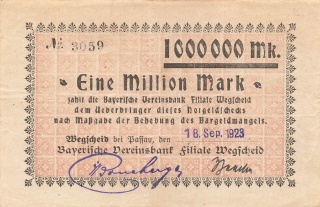 № 3059
1000000 mk.
Eine Million Mark
zahlt die Bayerische Vereinsbank Filiale Wegscheid
dem Ueberbringer dieses Notgeldschecks
nach Maßgabe der Behebung des Bargeldmangels.
Wegscheid bei Passau, den 18. Sep. 1923
Bayerische Vereinsbank Filiale Wegscheid